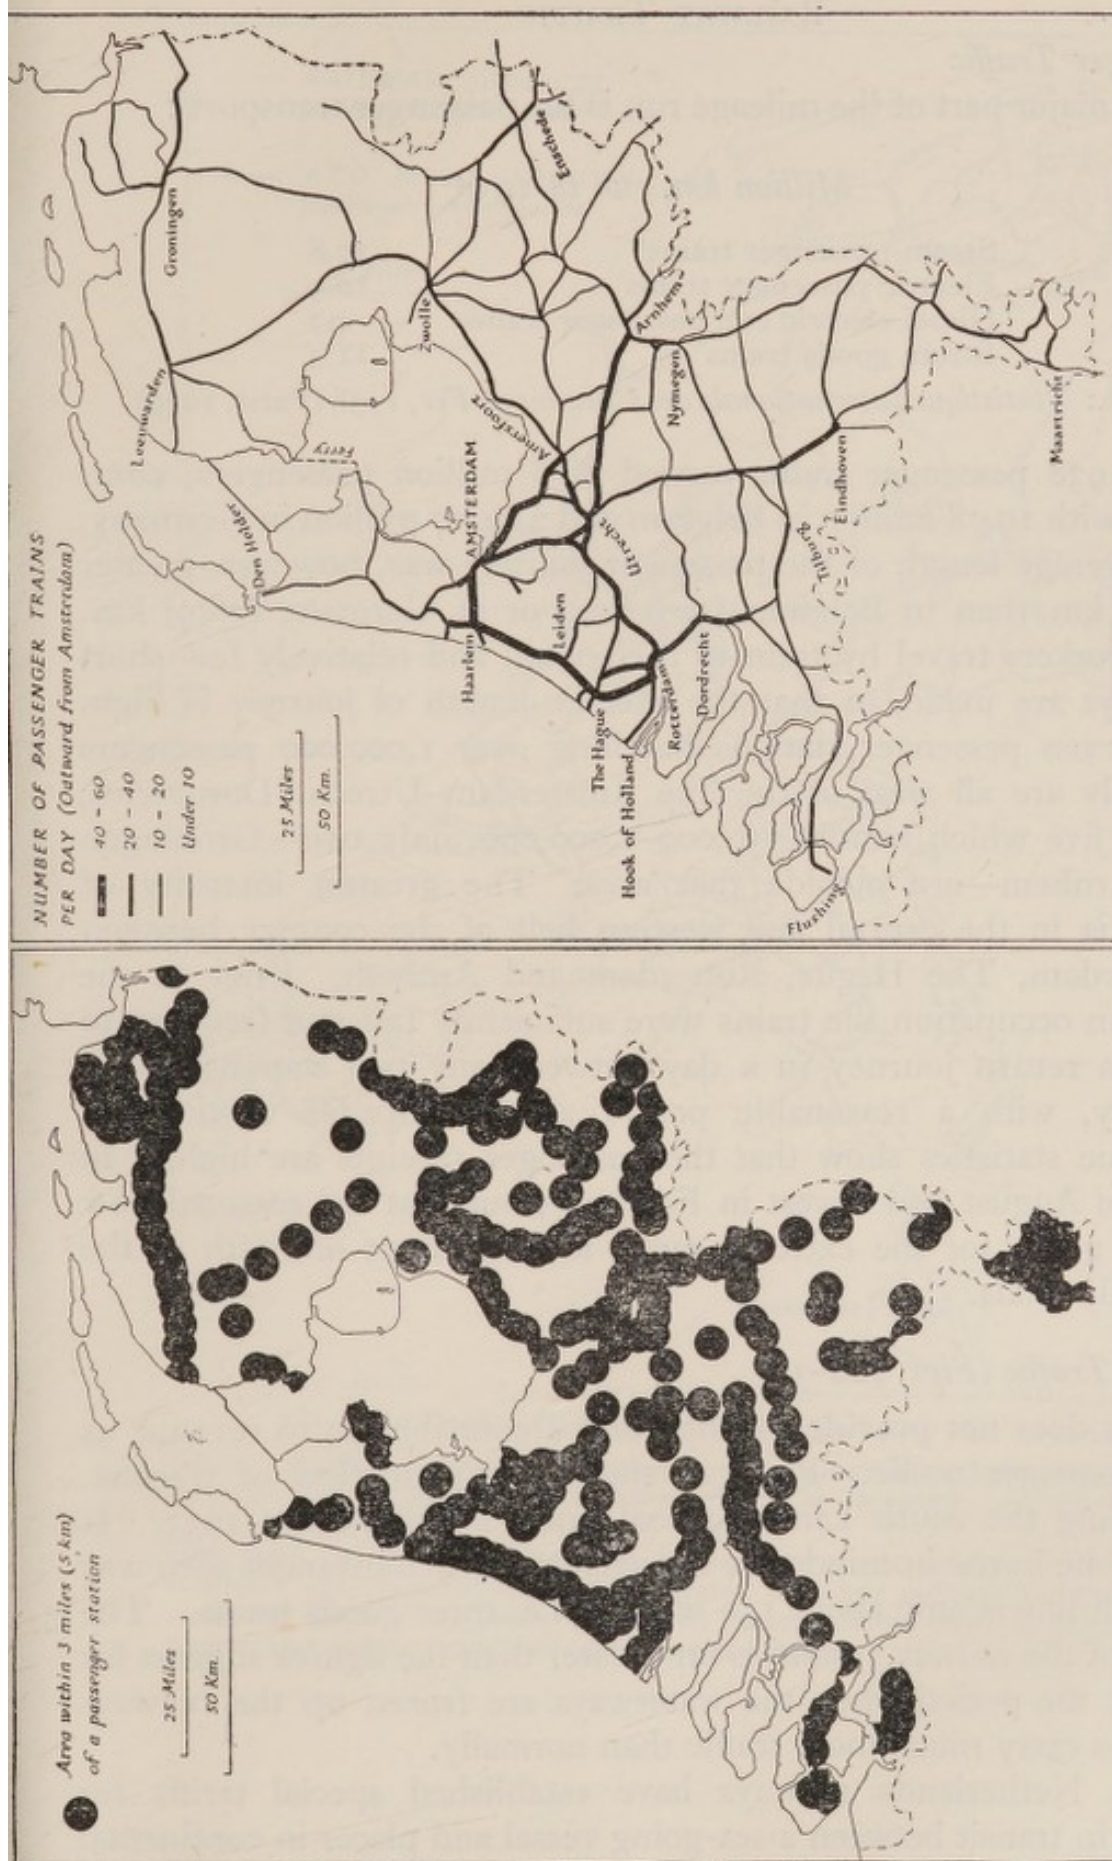 NUMBER OF PASSENGER TRAINS
PER DAY (Outward from Amsterdam)
40 - 60
20 - 40
10 - 20
Under 10
25 Miles
50 Km.
Groningen
Leeuwarden
Den Helder
Ferry
Zwolle
Enschede
AMSTERDAM
Amersfoort
Haarlem
Leiden
Utrecht
Arnhem
The Hague
Hook of Holland
Rotterdam
Dordrecht
Nymegen
Tilburg
Eindhoven
Flushing
Maastricht
Area within 3 miles (5 km)
of a passenger station
25 Miles
50 Km.